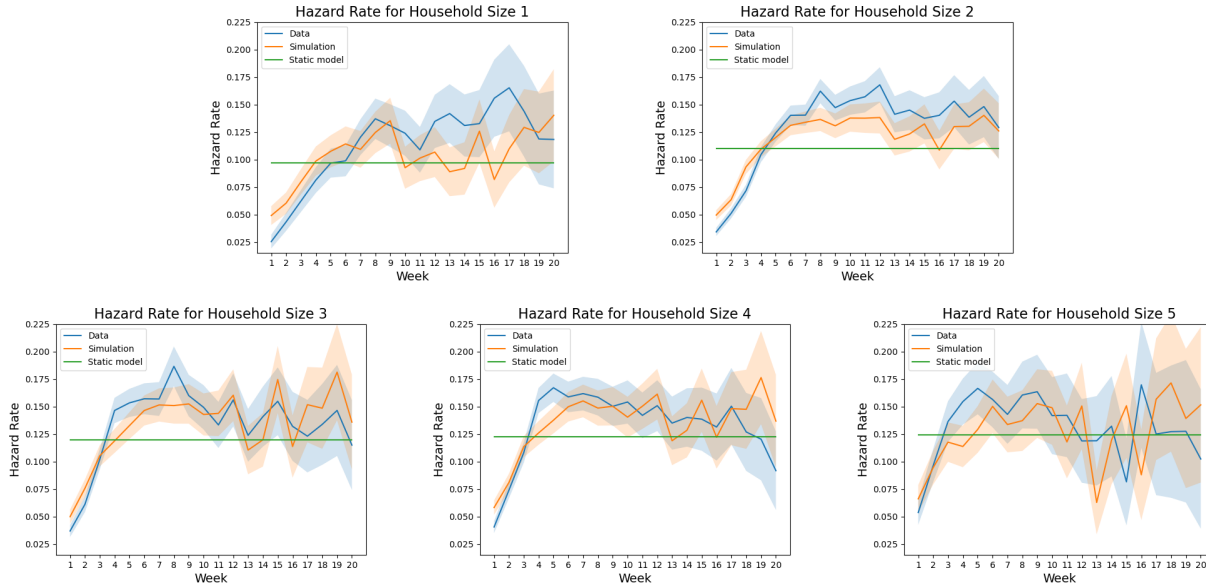 Hazard Rate for Household Size 1
Hazard Rate
0.225
0.200
0.175
0.150
0.125
0.100
0.075
0.050
0.025
Data
Simulation
Static model
1 2 3 4 5 6 7 8 9 10 11 12 13 14 15 16 17 18 19 20
Week
Hazard Rate for Household Size 2
Hazard Rate
0.225
0.200
0.175
0.150
0.125
0.100
0.075
0.050
0.025
Data
Simulation
Static model
1 2 3 4 5 6 7 8 9 10 11 12 13 14 15 16 17 18 19 20
Week
Hazard Rate for Household Size 3
Hazard Rate
0.225
0.200
0.175
0.150
0.125
0.100
0.075
0.050
0.025
Data
Simulation
Static model
1 2 3 4 5 6 7 8 9 10 11 12 13 14 15 16 17 18 19 20
Week
Hazard Rate for Household Size 4
Hazard Rate
0.225
0.200
0.175
0.150
0.125
0.100
0.075
0.050
0.025
Data
Simulation
Static model
1 2 3 4 5 6 7 8 9 10 11 12 13 14 15 16 17 18 19 20
Week
Hazard Rate for Household Size 5
Hazard Rate
0.225
0.200
0.175
0.150
0.125
0.100
0.075
0.050
0.025
Data
Simulation
Static model
1 2 3 4 5 6 7 8 9 10 11 12 13 14 15 16 17 18 19 20
Week